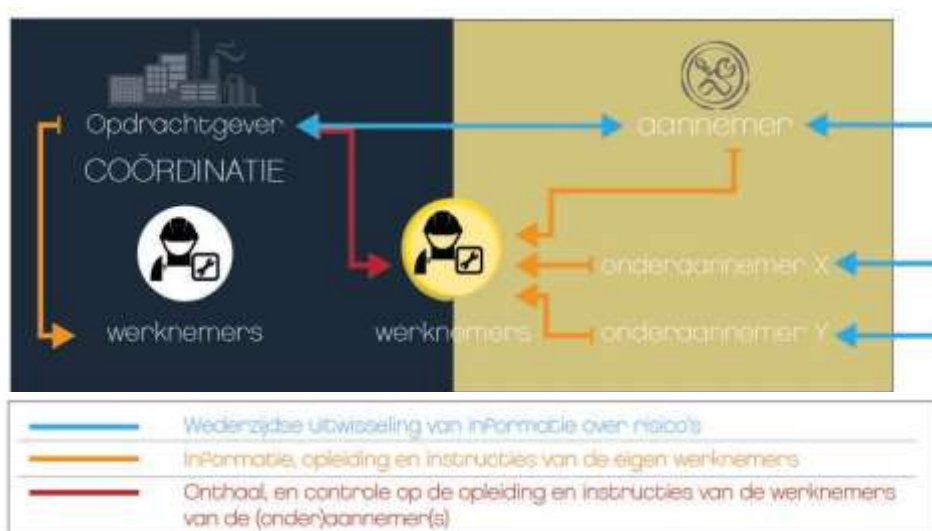 Opdrachtgever
aannemer
COÖRDINATIE
onderaannemer X
werknemers
werknemers
onderaannemer Y
Wederzijdse uitwisseling van informatie over risico's
Informatie, opleiding en instructies van de eigen werknemers
Onthaal, en controle op de opleiding en instructies van de werknemers
van de (onder)aannemer(s)